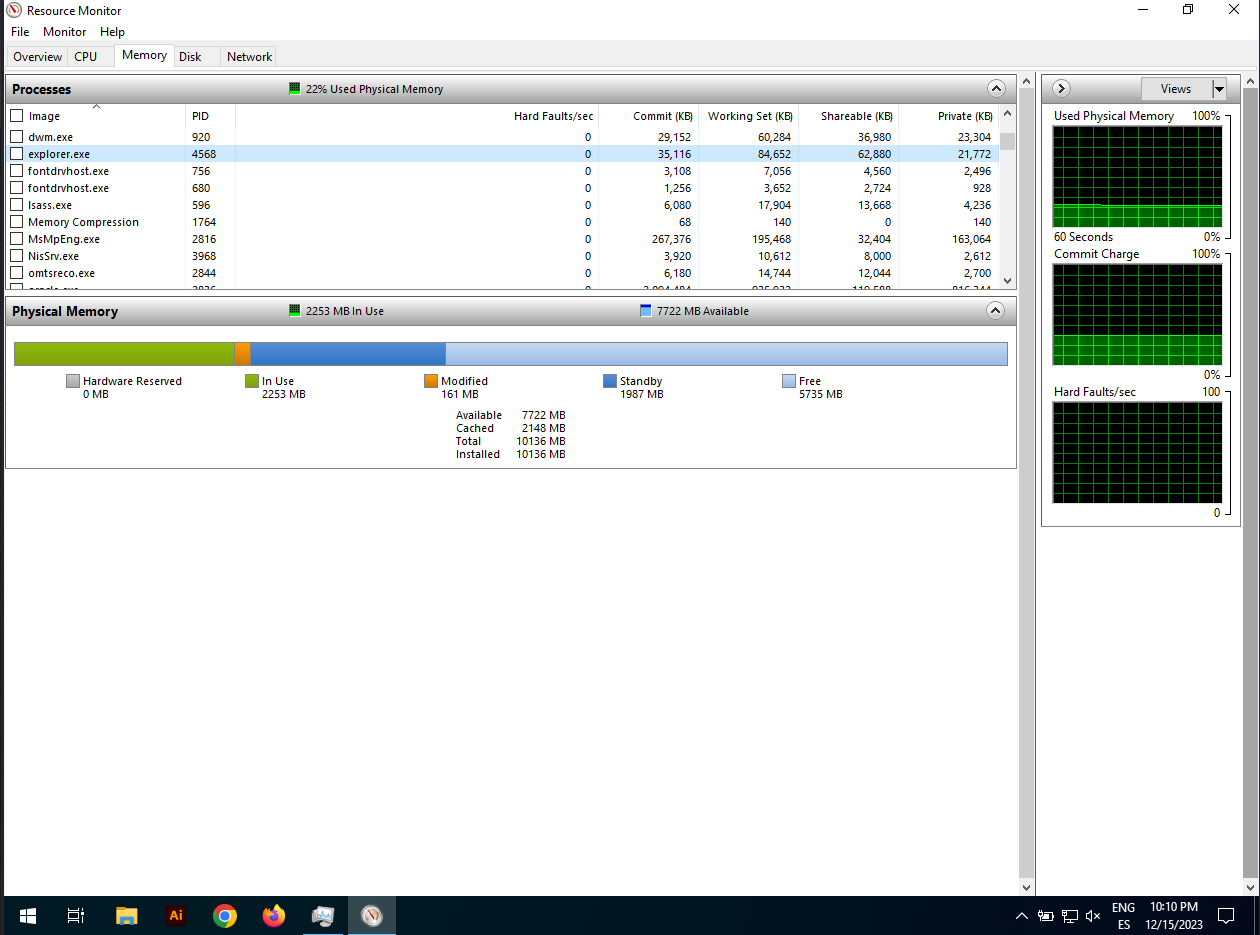 Resource Monitor
File Monitor Help
Overview CPU Memory Disk Network
Processes 22% Used Physical Memory
Image PID Hard Faults/sec Commit (KB) Working Set (KB) Shareable (KB) Private (KB)
dwm.exe 920 0 29,152 60,284 36,980 23,304
explorer.exe 4568 0 35,116 84,652 62,880 21,772
fontdrvhost.exe 756 0 3,108 7,056 4,560 2,496
fontdrvhost.exe 680 0 1,256 3,652 2,724 928
lsass.exe 596 0 6,080 17,904 13,668 4,236
Memory Compression 1764 0 68 140 0 140
MsMpEng.exe 2816 0 267,376 195,468 32,404 163,064
NisSrv.exe 3968 0 3,920 10,612 8,000 2,612
omtsreco.exe 2844 0 6,180 14,744 12,044 2,700
Physical Memory 2253 MB In Use 7722 MB Available
Hardware Reserved In Use Modified Standby Free
0 MB 2253 MB 161 MB 1987 MB 5735 MB
Available 7722 MB
Cached 2148 MB
Total 10136 MB
Installed 10136 MB
Views
Used Physical Memory 100%
60 Seconds 0%
Commit Charge 100%
0%
Hard Faults/sec 100
0
Ai
ENG
ES
10:10 PM
12/15/2023